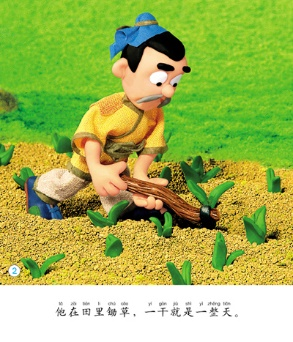 2
tā zài tián lǐ chú cǎo yì gàn jiù shì yì zhěng tiān
他在田里锄草，一干就是一整天。